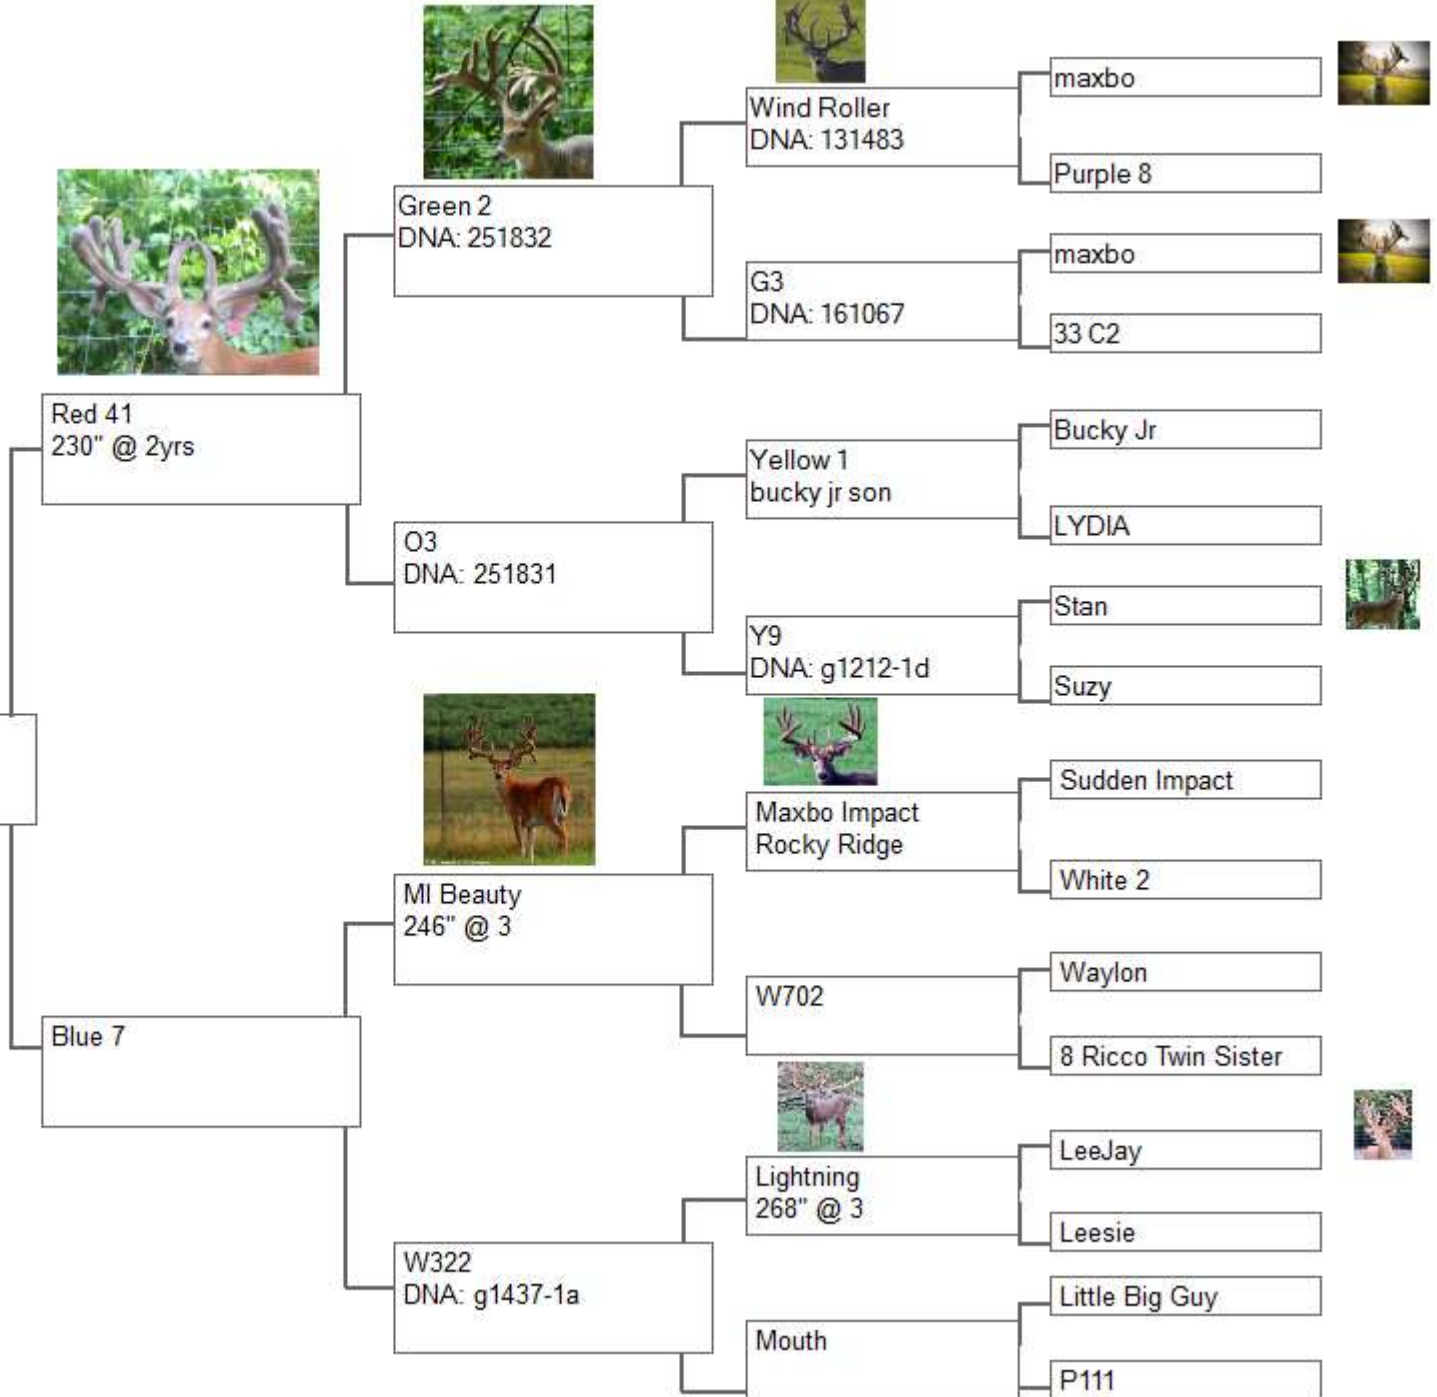 Wind Roller
DNA: 131483
maxbo
Purple 8
Green 2
DNA: 251832
G3
DNA: 161067
maxbo
33 C2
Red 41
230" @ 2yrs
Yellow 1
bucky jr son
Bucky Jr
LYDIA
O3
DNA: 251831
Y9
DNA: g1212-1d
Stan
Suzy
MI Beauty
246" @ 3
Maxbo Impact
Rocky Ridge
Sudden Impact
White 2
W702
Waylon
8 Ricco Twin Sister
Blue 7
Lightning
268" @ 3
LeeJay
Leesie
W322
DNA: g1437-1a
Mouth
Little Big Guy
P111